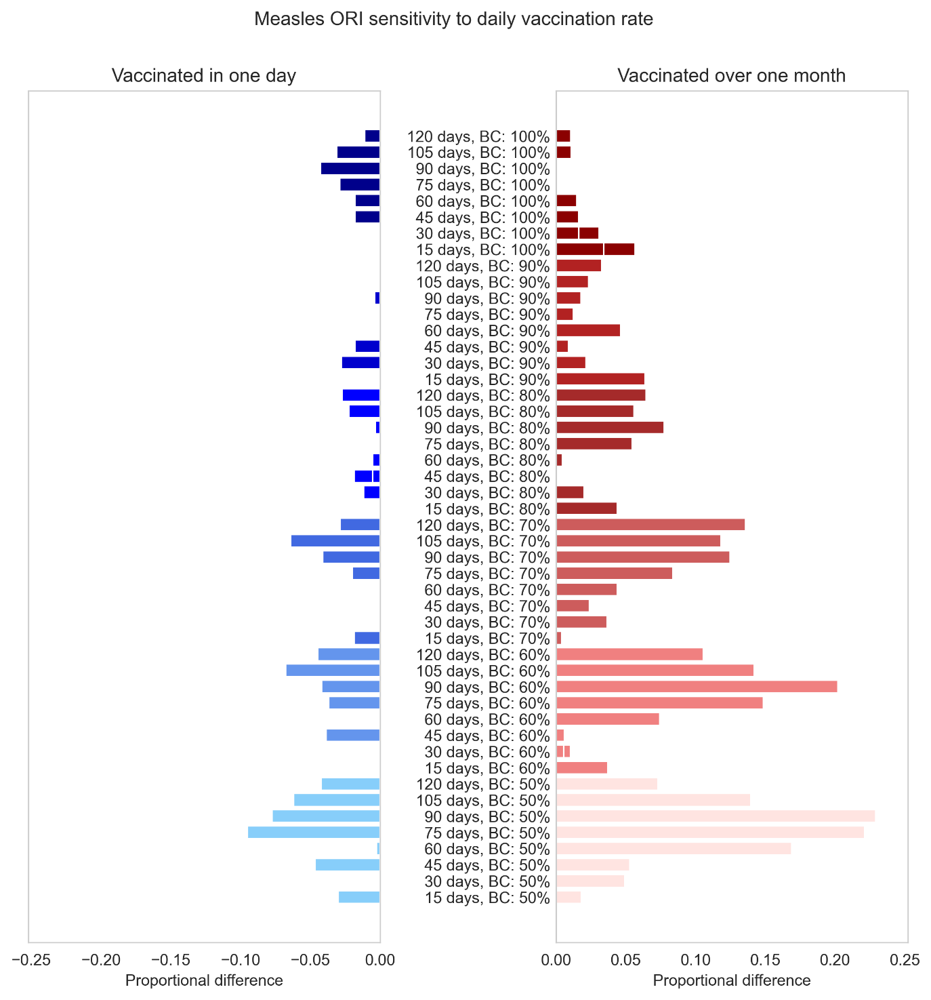 Measles ORI sensitivity to daily vaccination rate
Vaccinated in one day
Vaccinated over one month
120 days, BC: 100%
105 days, BC: 100%
90 days, BC: 100%
75 days, BC: 100%
60 days, BC: 100%
45 days, BC: 100%
30 days, BC: 100%
15 days, BC: 100%
120 days, BC: 90%
105 days, BC: 90%
90 days, BC: 90%
75 days, BC: 90%
60 days, BC: 90%
45 days, BC: 90%
30 days, BC: 90%
15 days, BC: 90%
120 days, BC: 80%
105 days, BC: 80%
90 days, BC: 80%
75 days, BC: 80%
60 days, BC: 80%
45 days, BC: 80%
30 days, BC: 80%
15 days, BC: 80%
120 days, BC: 70%
105 days, BC: 70%
90 days, BC: 70%
75 days, BC: 70%
60 days, BC: 70%
45 days, BC: 70%
30 days, BC: 70%
15 days, BC: 70%
120 days, BC: 60%
105 days, BC: 60%
90 days, BC: 60%
75 days, BC: 60%
60 days, BC: 60%
45 days, BC: 60%
30 days, BC: 60%
15 days, BC: 60%
120 days, BC: 50%
105 days, BC: 50%
90 days, BC: 50%
75 days, BC: 50%
60 days, BC: 50%
45 days, BC: 50%
30 days, BC: 50%
15 days, BC: 50%
−0.25 −0.20 −0.15 −0.10 −0.05 0.00
Proportional difference
0.00 0.05 0.10 0.15 0.20 0.25
Proportional difference